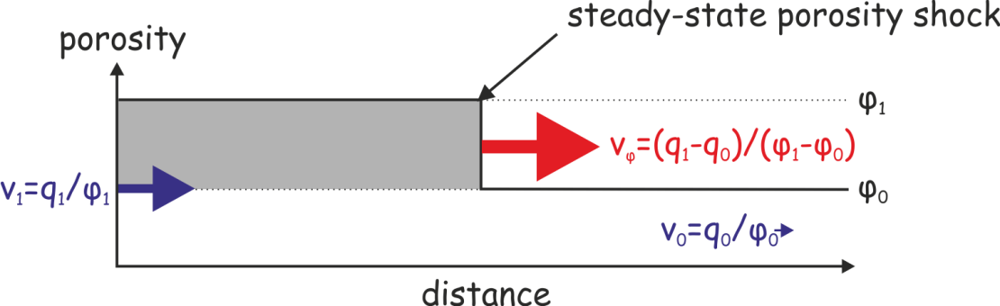 steady-state porosity shock
porosity
φ₁
vᵩ=(q₁-q₀)/(φ₁-φ₀)
v₁=q₁/φ₁
φ₀
v₀=q₀/φ₀
distance